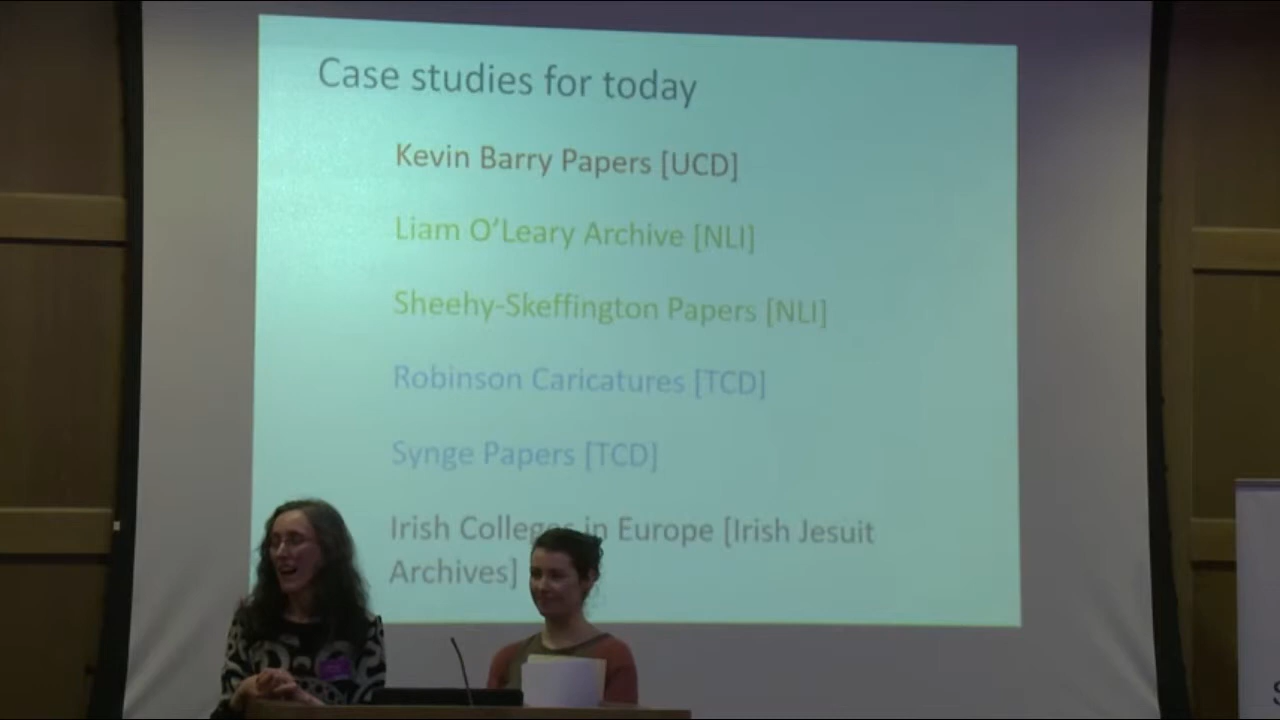 Case studies for today
Kevin Barry Papers [UCD]
Liam O'Leary Archive [NLI]
Sheehy-Skeffington Papers [NLI]
Robinson Caricatures [TCD]
Synge Papers [TCD]
Irish Colleges in Europe [Irish Jesuit
Archives]